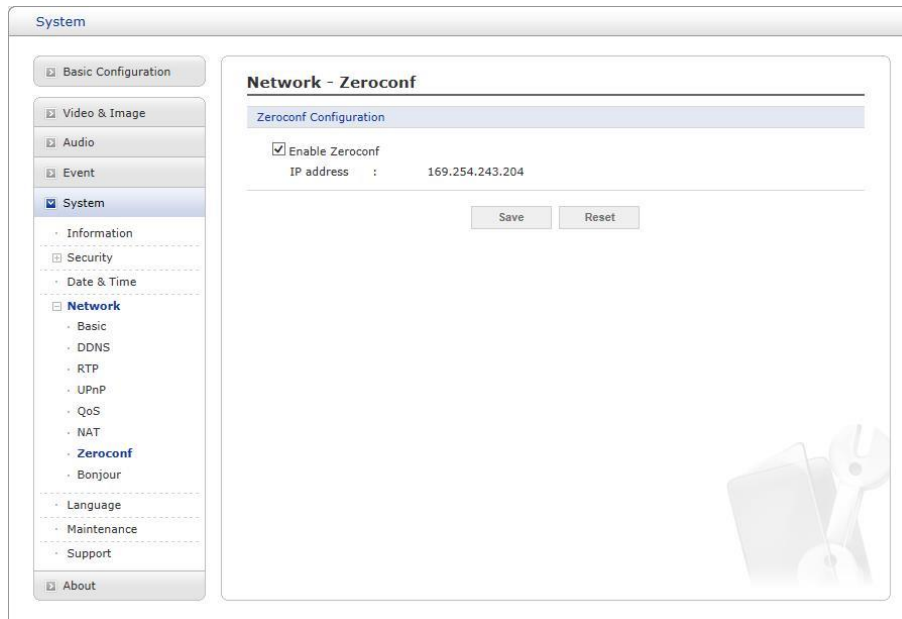 System
Basic Configuration
Video & Image
Audio
Event
System
· Information
Security
· Date & Time
Network
· Basic
· DDNS
· RTP
· UPnP
· QoS
· NAT
· Zeroconf
· Bonjour
· Language
· Maintenance
· Support
About
Network - Zeroconf
Zeroconf Configuration
Enable Zeroconf
IP address : 169.254.243.204
Save Reset